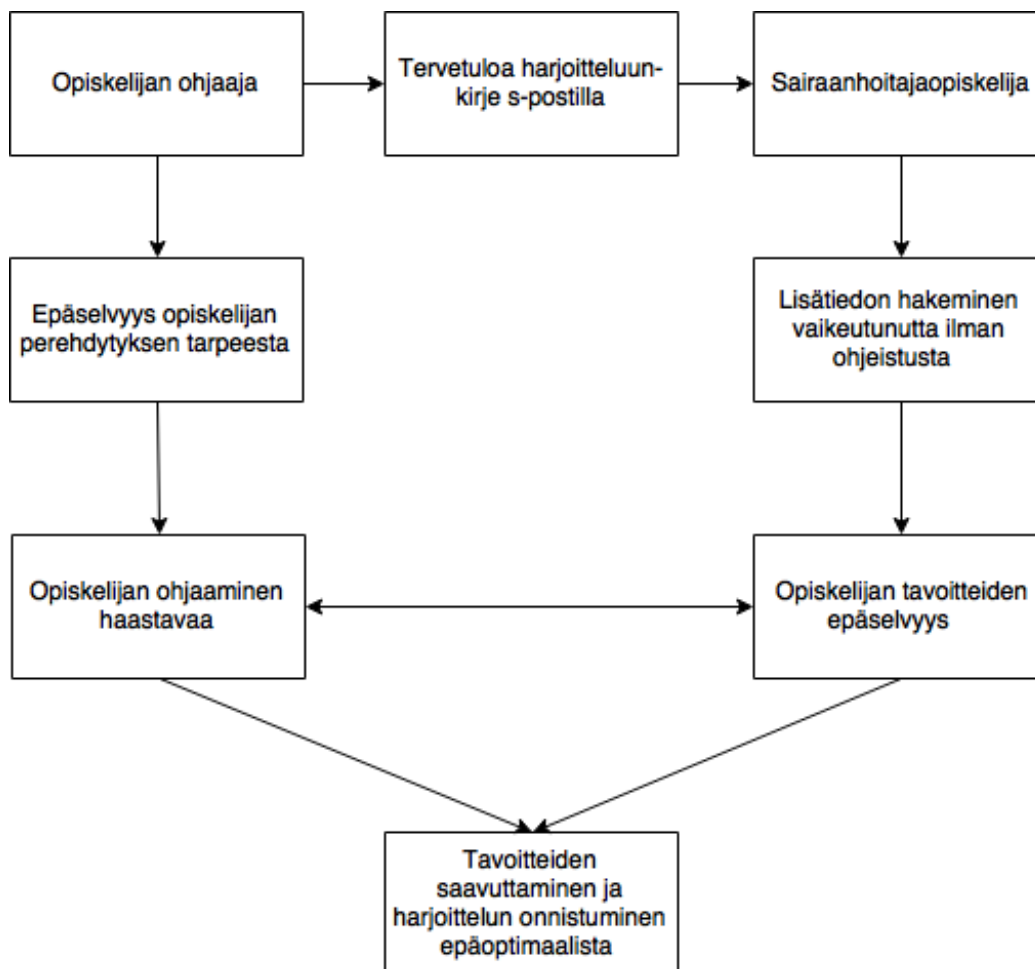 Opiskelijan ohjaaja
Tervetuloa harjoitteluun-
kirje s-postilla
Sairaanhoitajaopiskelija
Epäselvyys opiskelijan
perehdytyksen tarpeesta
Lisätiedon hakeminen
vaikeutunutta ilman
ohjeistusta
Opiskelijan ohjaaminen
haastavaa
Opiskelijan tavoitteiden
epäselvyys
Tavoitteiden
saavuttaminen ja
harjoittelun onnistuminen
epäoptimaalista